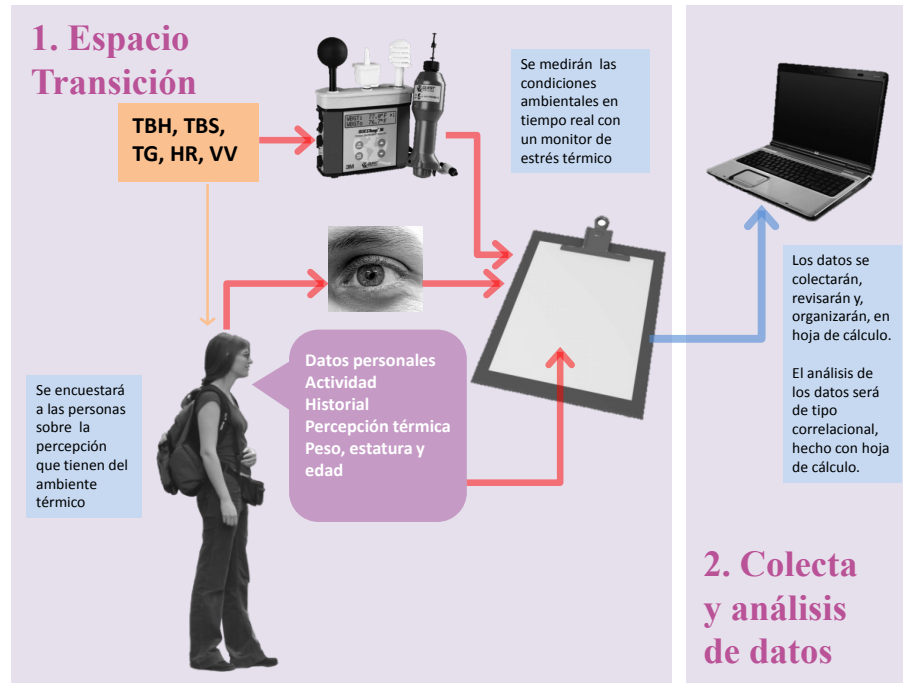 1. Espacio
Transición
TBH, TBS,
TG, HR, VV
Se medirán las
condiciones
ambientales en
tiempo real con
un monitor de
estrés térmico
Datos personales
Actividad
Historial
Percepción térmica
Peso, estatura y
edad
Se encuestará
a las personas
sobre la
percepción
que tienen del
ambiente
térmico
Los datos se
colectarán,
revisarán y,
organizarán, en
hoja de cálculo.
El análisis de
los datos será
de tipo
correlacional,
hecho con hoja
de cálculo.
2. Colecta
y análisis
de datos
3M